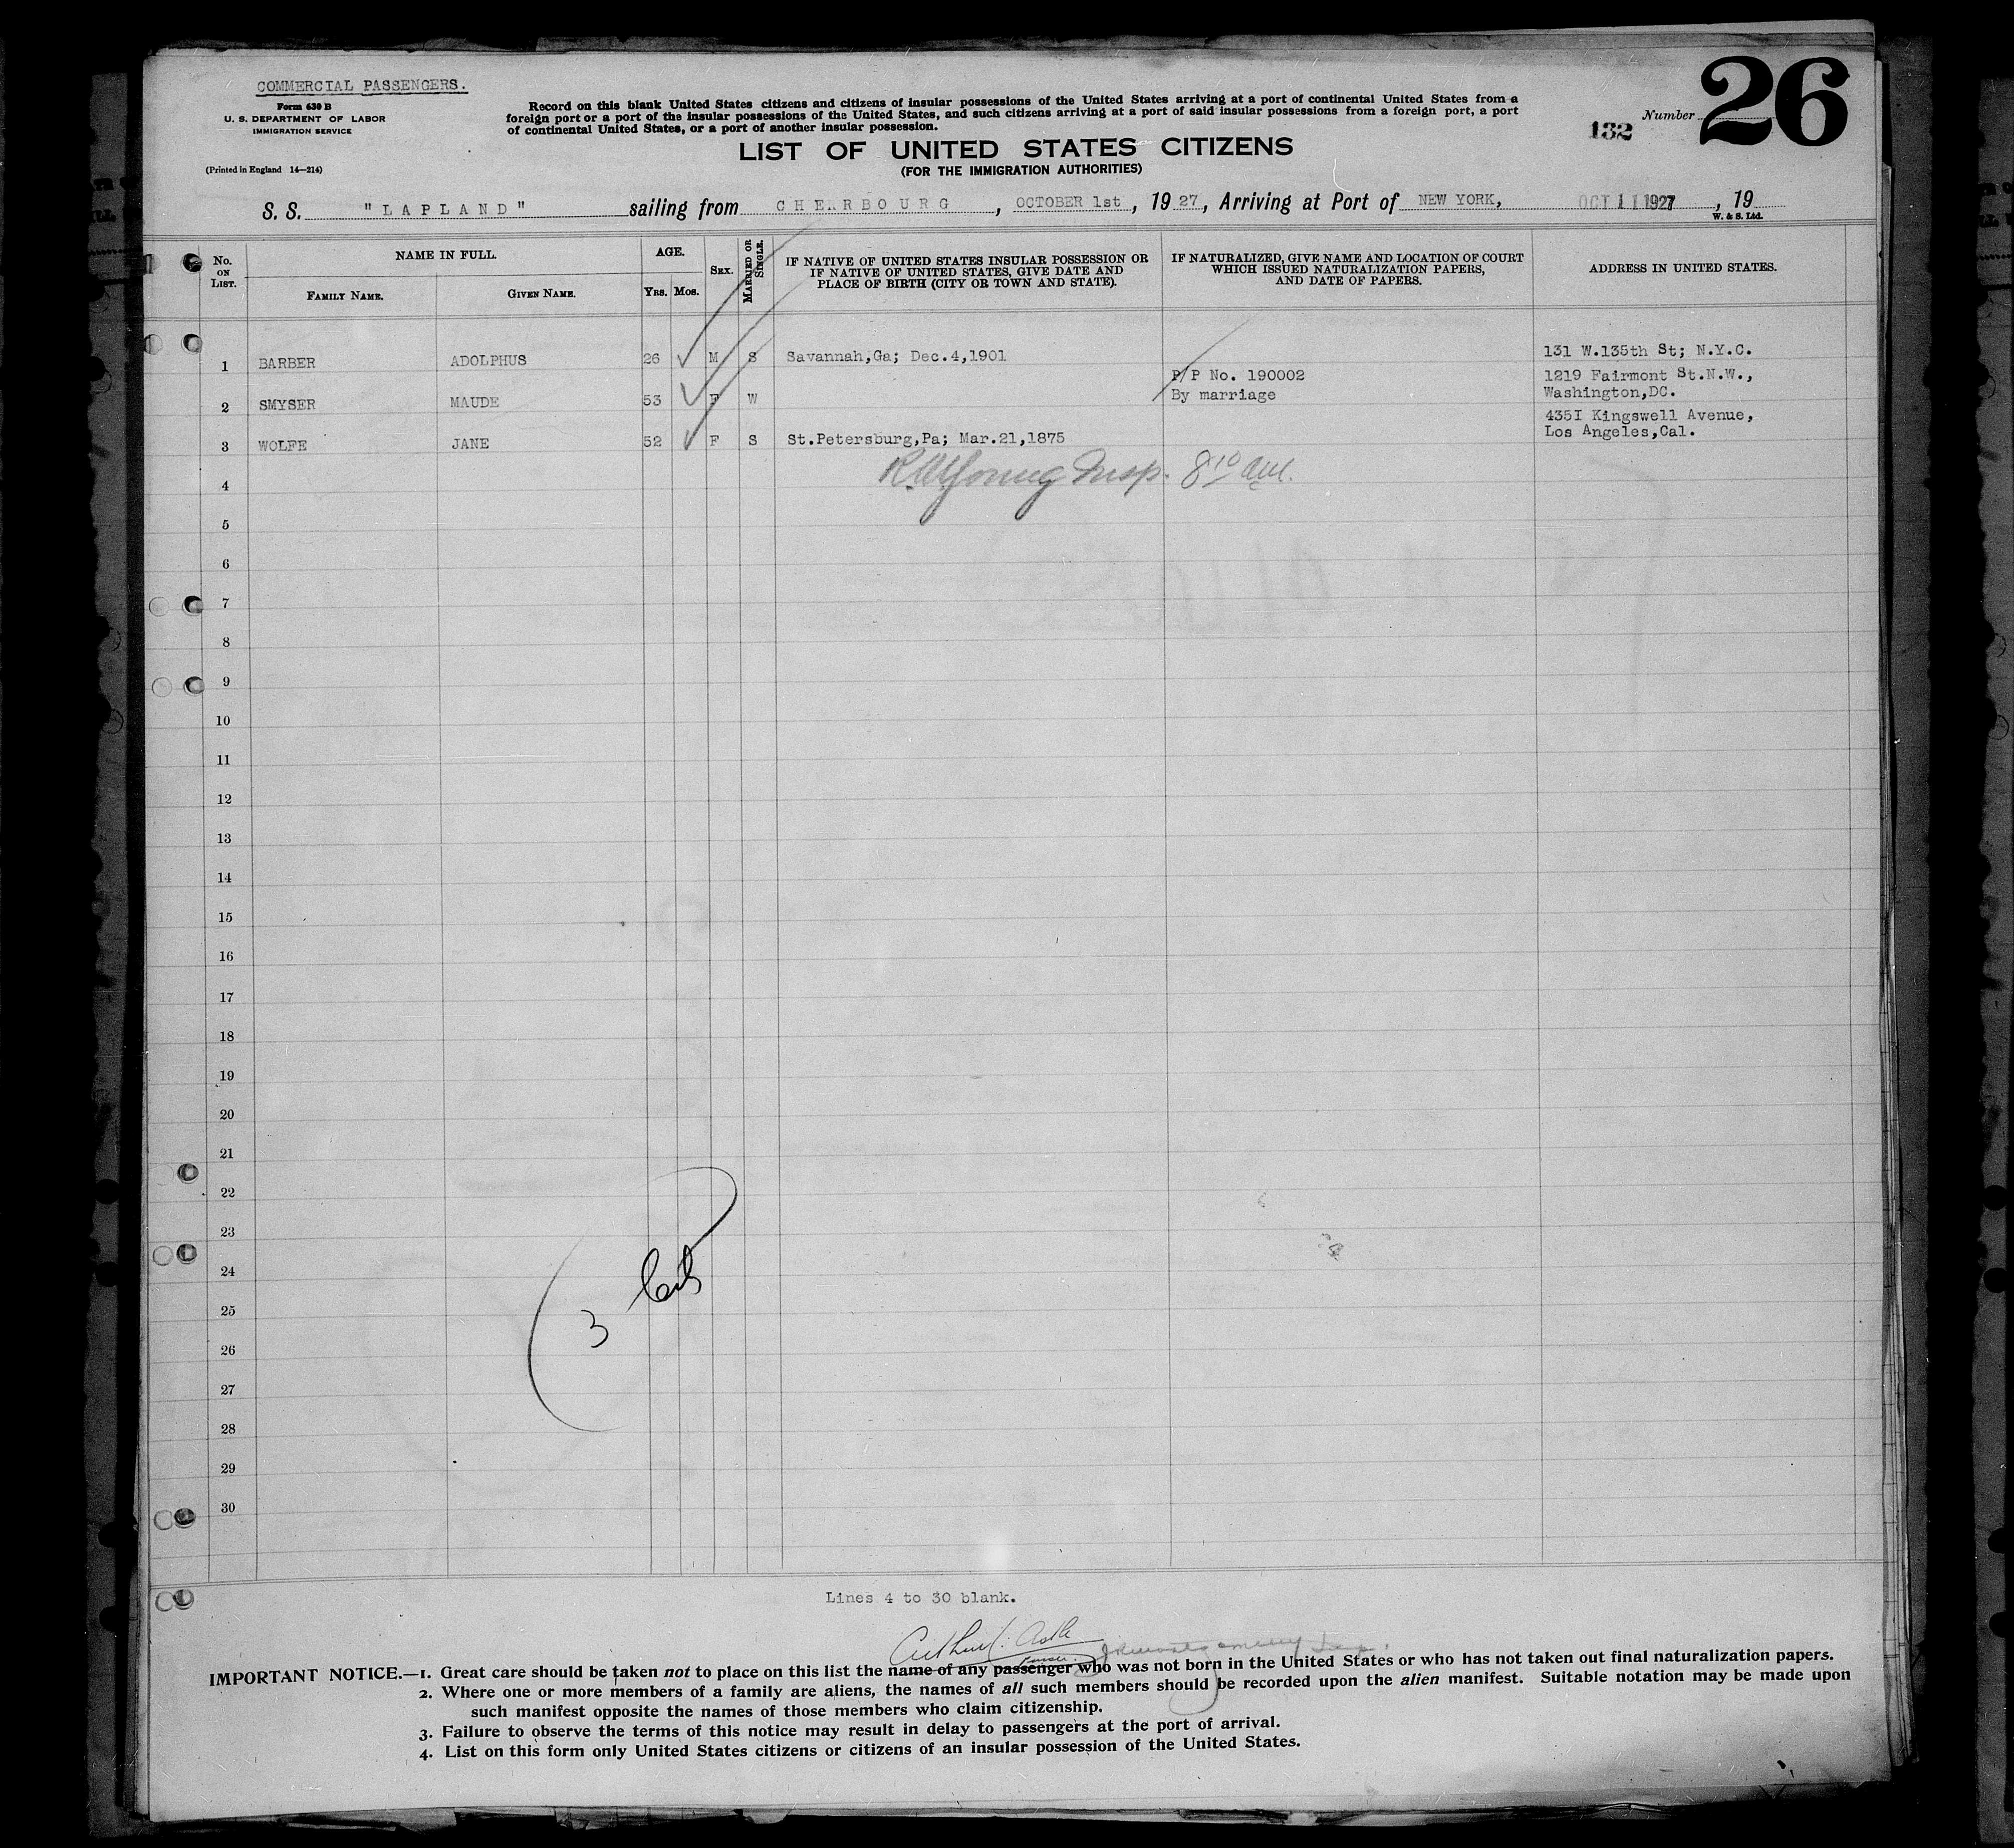 COMMERCIAL PASSENGERS.
Form 630 B
U. S. DEPARTMENT OF LABOR
IMMIGRATION SERVICE
(Printed in England 14—214)
Record on this blank United States citizens and citizens of insular possessions of the United States arriving at a port of continental United States from a
foreign port or a port of the insular possessions of the United States, and such citizens arriving at a port of said insular possessions from a foreign port, a port
of continental United States, or a port of another insular possession.
132 Number 26
LIST OF UNITED STATES CITIZENS
(FOR THE IMMIGRATION AUTHORITIES)
S. S. "LAPLAND" sailing from CHERRBOURG, OCTOBER 1st, 1927, Arriving at Port of NEW YORK, OCT 11 1927, 19
W. & S. Ltd.
No. ON LIST.
NAME IN FULL.
FAMILY NAME. GIVEN NAME.
AGE.
YRS. MOS.
SEX.
MARRIED OR SINGLE.
IF NATIVE OF UNITED STATES INSULAR POSSESSION OR
IF NATIVE OF UNITED STATES, GIVE DATE AND
PLACE OF BIRTH (CITY OR TOWN AND STATE).
IF NATURALIZED, GIVE NAME AND LOCATION OF COURT
WHICH ISSUED NATURALIZATION PAPERS,
AND DATE OF PAPERS.
ADDRESS IN UNITED STATES.
1 BARBER ADOLPHUS 26 M S Savannah,Ga; Dec.4,1901 131 W.135th St; N.Y.C.
P/P No. 190002 1219 Fairmont St.N.W.,
2 SMYSER MAUDE 53 F W By marriage Washington,DC.
435I Kingswell Avenue,
3 WOLFE JANE 52 F S St.Petersburg,Pa; Mar.21,1875 Los Angeles,Cal.
4 Young Insp. 8 10 am.
5
6
7
8
9
10
11
12
13
14
15
16
17
18
19
20
21
22
23
24
25
26
27
28
29
30
3
Lines 4 to 30 blank.
IMPORTANT NOTICE.—1. Great care should be taken not to place on this list the name of any passenger who was not born in the United States or who has not taken out final naturalization papers.
2. Where one or more members of a family are aliens, the names of all such members should be recorded upon the alien manifest. Suitable notation may be made upon
such manifest opposite the names of those members who claim citizenship.
3. Failure to observe the terms of this notice may result in delay to passengers at the port of arrival.
4. List on this form only United States citizens or citizens of an insular possession of the United States.